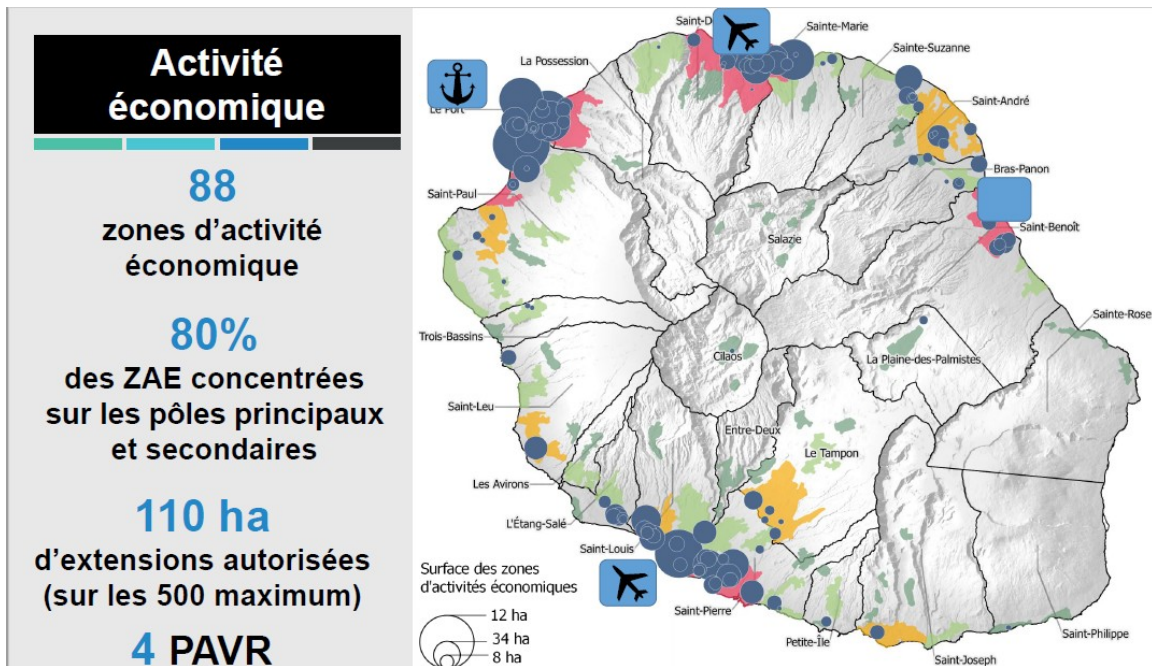 Activité
économique
88
zones d'activité
économique
80%
des ZAE concentrées
sur les pôles principaux
et secondaires
110 ha
d'extensions autorisées
(sur les 500 maximum)
4 PAVR
Sainte-Marie
Sainte-Suzanne
La Possession
Saint-André
Bras-Panon
Saint-Paul
Saint-Benoît
Salazie
Sainte-Rose
Trois-Bassins
Cilaos
La Plaine-des-Palmistes
Saint-Leu
Entre-Deux
Le Tampon
Les Avirons
L'Étang-Salé
Saint-Louis
Surface des zones
d'activités économiques
12 ha
34 ha
8 ha
Saint-Pierre
Petite-Île
Saint-Joseph
Saint-Philippe